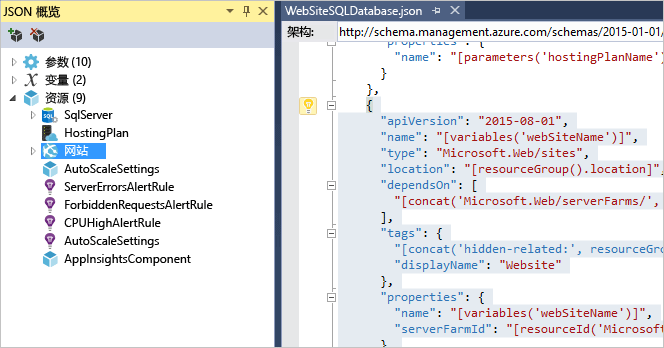 JSON 概览
参数 (10)
变量 (2)
资源 (9)
SqlServer
HostingPlan
网站
AutoScaleSettings
ServerErrorsAlertRule
ForbiddenRequestsAlertRule
CPUHighAlertRule
AutoScaleSettings
AppInsightsComponent
WebSiteSQLDatabase.json
架构: http://schema.management.azure.com/schemas/2015-01-01/
"properties": {
"name": "[parameters('hostingPlanName')
}
},
{
"apiVersion": "2015-08-01",
"name": "[variables('webSiteName')]",
"type": "Microsoft.Web/sites",
"location": "[resourceGroup().location]",
"dependsOn": [
"[concat('Microsoft.Web/serverFarms/',
],
"tags": {
"[concat('hidden-related:', resourceGro
"displayName": "Website"
},
"properties": {
"name": "[variables('webSiteName')]",
"serverFarmId": "[resourceId('Microsoft
}